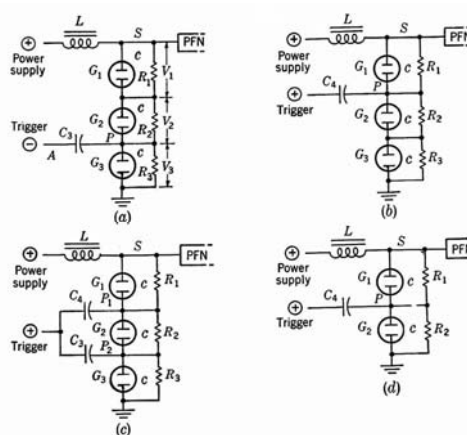 L
S
PFN
Power
supply
c
G₁
R₁
V₁
G₂
c
R₂
V₂
Trigger
C₃
P
A
G₃
c
R₃
V₃
(a)
L
S
PFN
Power
supply
G₁
c
R₁
C₄
P
Trigger
G₂
c
R₂
G₃
c
R₃
(b)
L
S
PFN
Power
supply
G₁
c
R₁
C₄
P₁
Trigger
G₂
c
R₂
C₃
P₂
G₃
c
R₃
(c)
L
S
PFN
Power
supply
G₁
c
R₁
C₄
P
Trigger
G₂
c
R₂
(d)